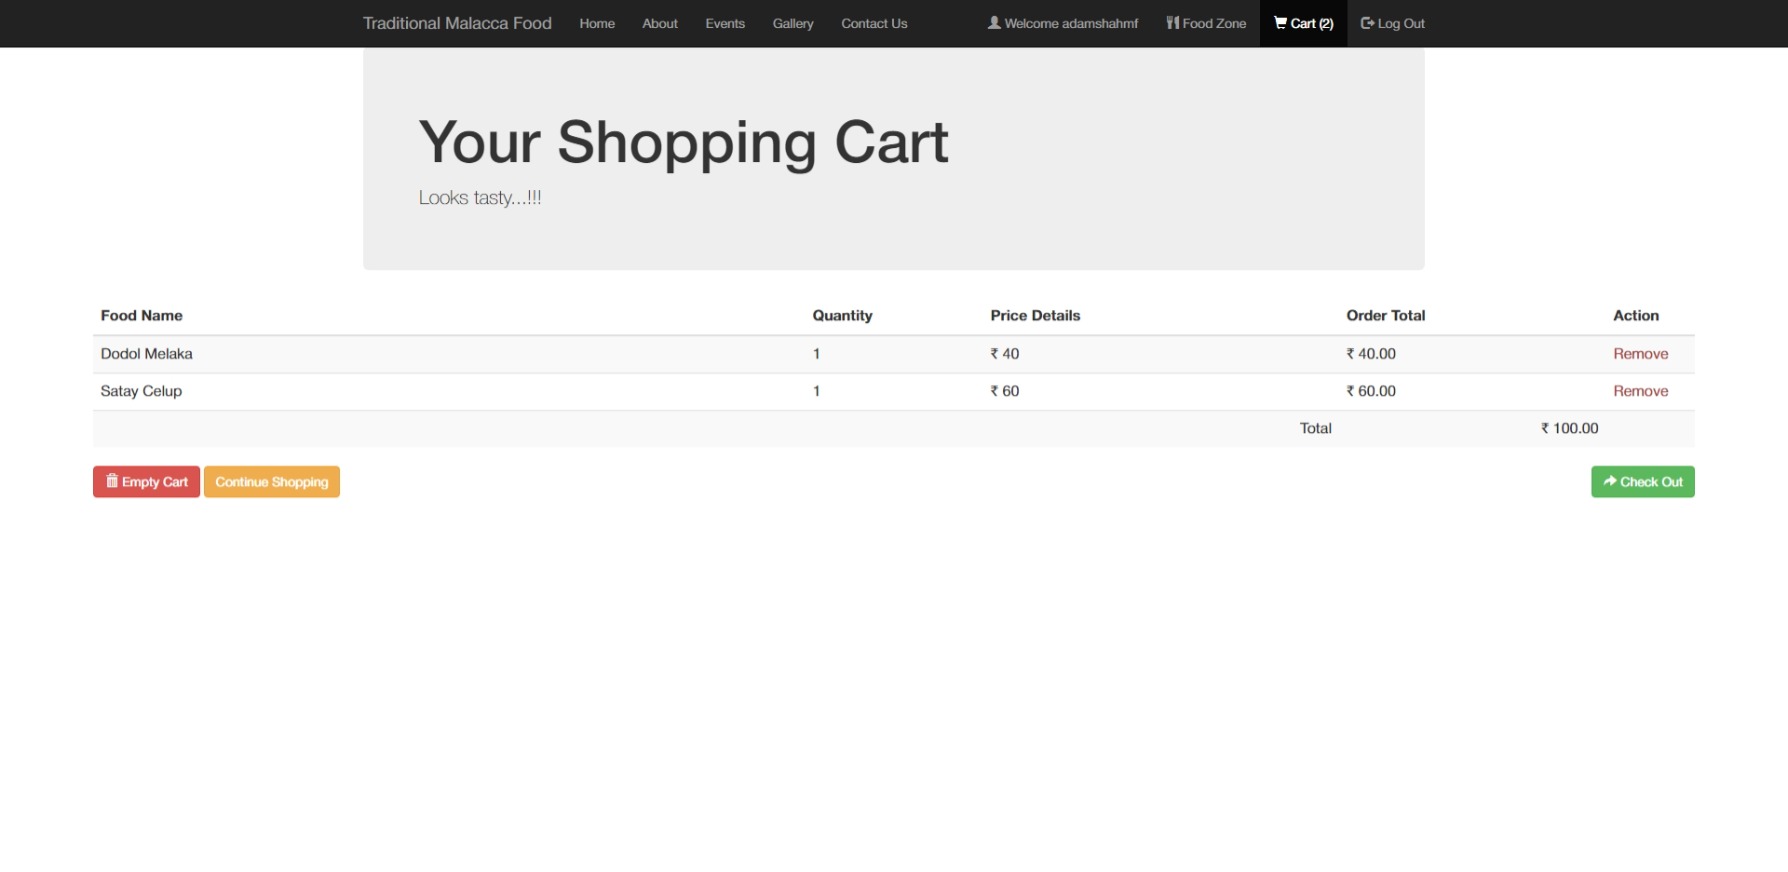 Traditional Malacca Food Home About Events Gallery Contact Us Welcome adamshahmf Food Zone Cart (2) Log Out
Your Shopping Cart
Looks tasty...!!!
Food Name Quantity Price Details Order Total Action
Dodol Melaka 1 ₹ 40 ₹ 40.00 Remove
Satay Celup 1 ₹ 60 ₹ 60.00 Remove
Total ₹ 100.00
Empty Cart Continue Shopping Check Out